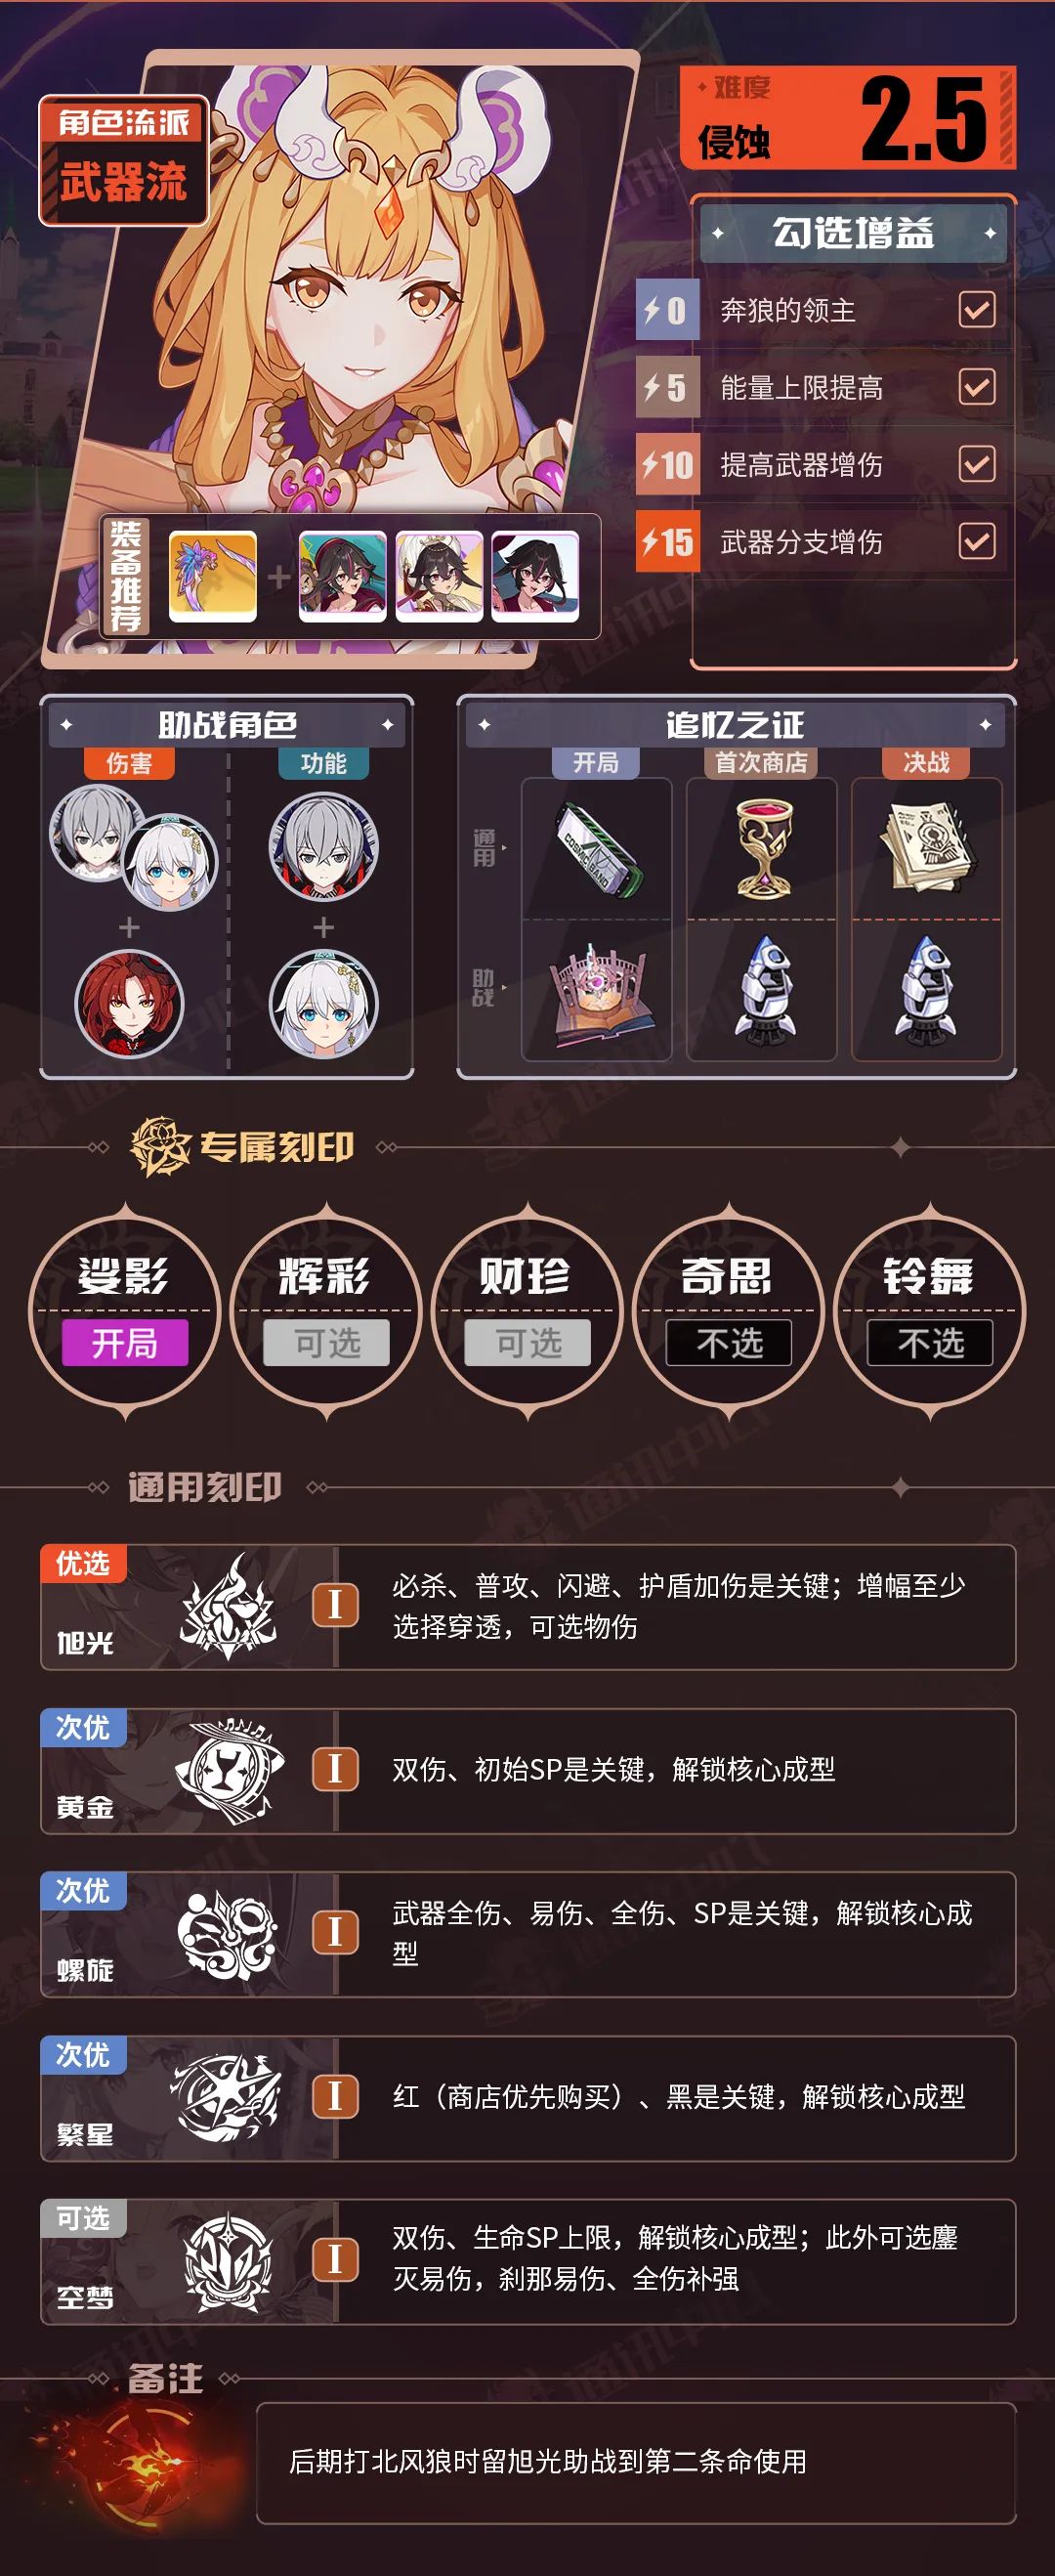 角色流派
武器流
难度
侵蚀
2.5
勾选增益
0 奔狼的领主
5 能量上限提高
10 提高武器增伤
15 武器分支增伤
装备推荐
助战角色
伤害
功能
追忆之证
开局
首次商店
决战
通用
COSMIC BAND
助战
专属刻印
娑影
开局
辉彩
可选
财珍
可选
奇思
不选
铃舞
不选
通用刻印
优选
旭光
I
必杀、普攻、闪避、护盾加伤是关键；增幅至少
选择穿透，可选物伤
次优
黄金
I
双伤、初始SP是关键，解锁核心成型
次优
螺旋
I
武器全伤、易伤、全伤、SP是关键，解锁核心成
型
次优
繁星
I
红（商店优先购买）、黑是关键，解锁核心成型
可选
空梦
I
双伤、生命SP上限，解锁核心成型；此外可选鏖
灭易伤，刹那易伤、全伤补强
备注
后期打北风狼时留旭光助战到第二条命使用